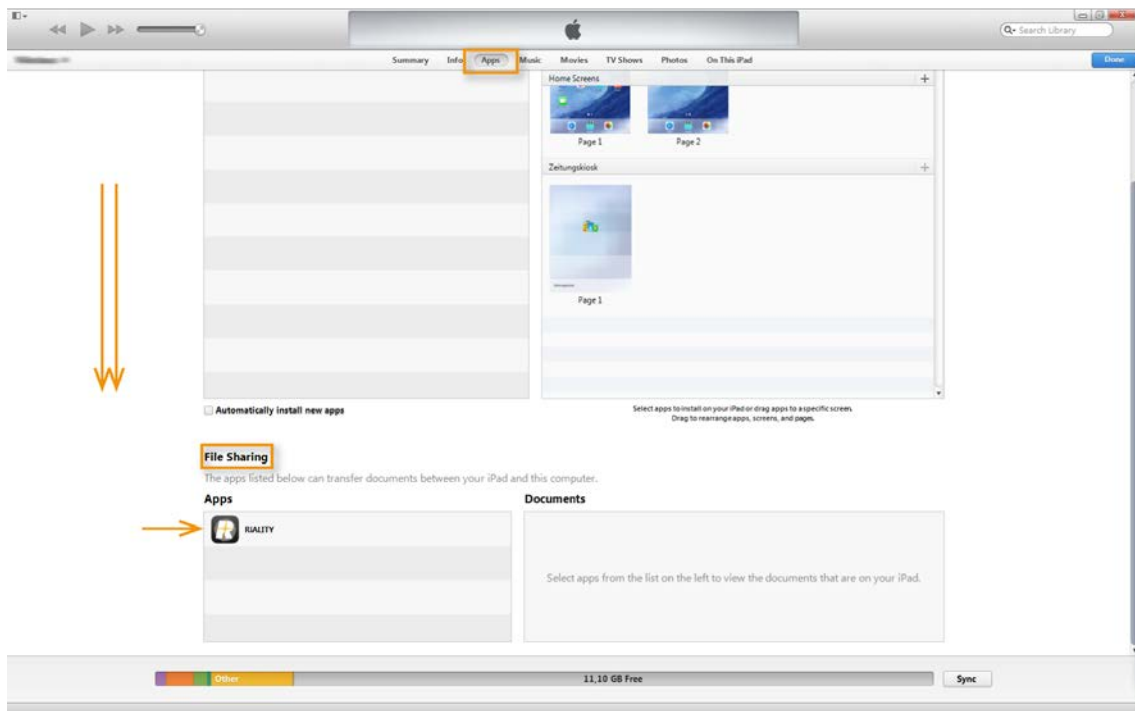 Search Library
Summary Info Apps Music Movies TV Shows Photos On This iPad
Done
Home Screens
Page 1 Page 2
Zeitungskiosk
Page 1
Automatically install new apps
Select apps to install on your iPad or drag apps to a specific screen.
Drag to rearrange apps, screens, and pages.
File Sharing
The apps listed below can transfer documents between your iPad and this computer.
Apps Documents
RIALITY
Select apps from the list on the left to view the documents that are on your iPad.
Other 11,10 GB Free Sync